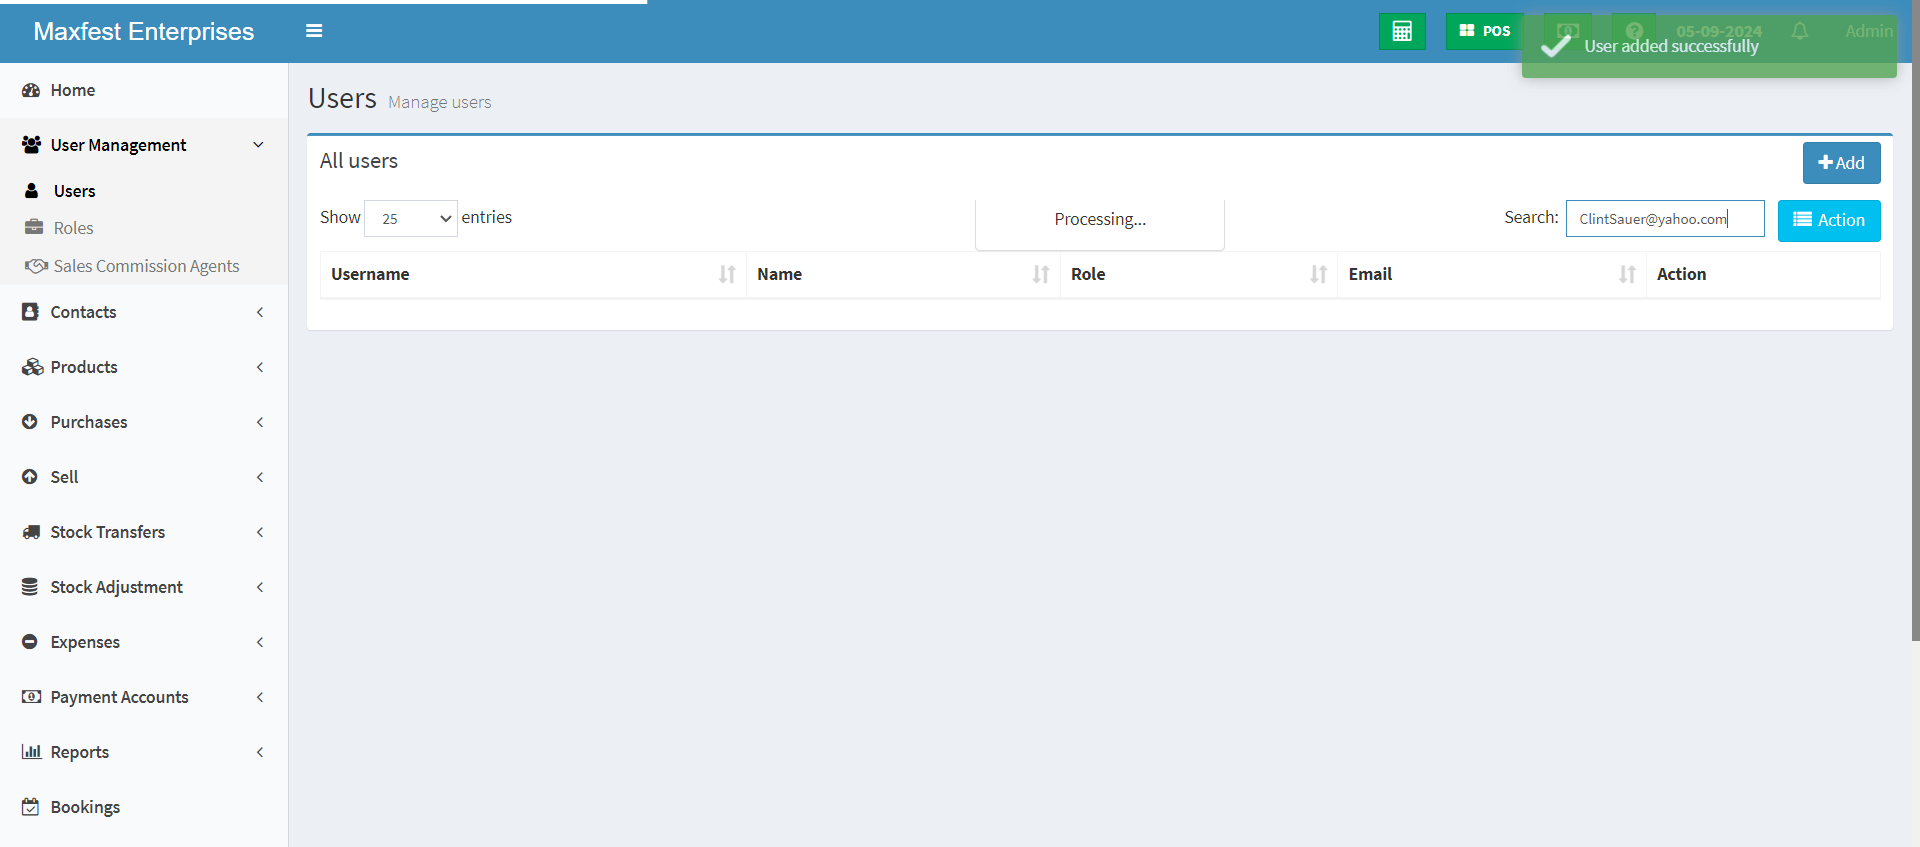 Maxfest Enterprises
POS
05-09-2024
Admin
User added successfully
Home
User Management
Users
Roles
Sales Commission Agents
Contacts
Products
Purchases
Sell
Stock Transfers
Stock Adjustment
Expenses
Payment Accounts
Reports
Bookings
Users Manage users
All users
Add
Show 25 entries
Processing...
Search: ClintSauer@yahoo.com
Action
Username Name Role Email Action